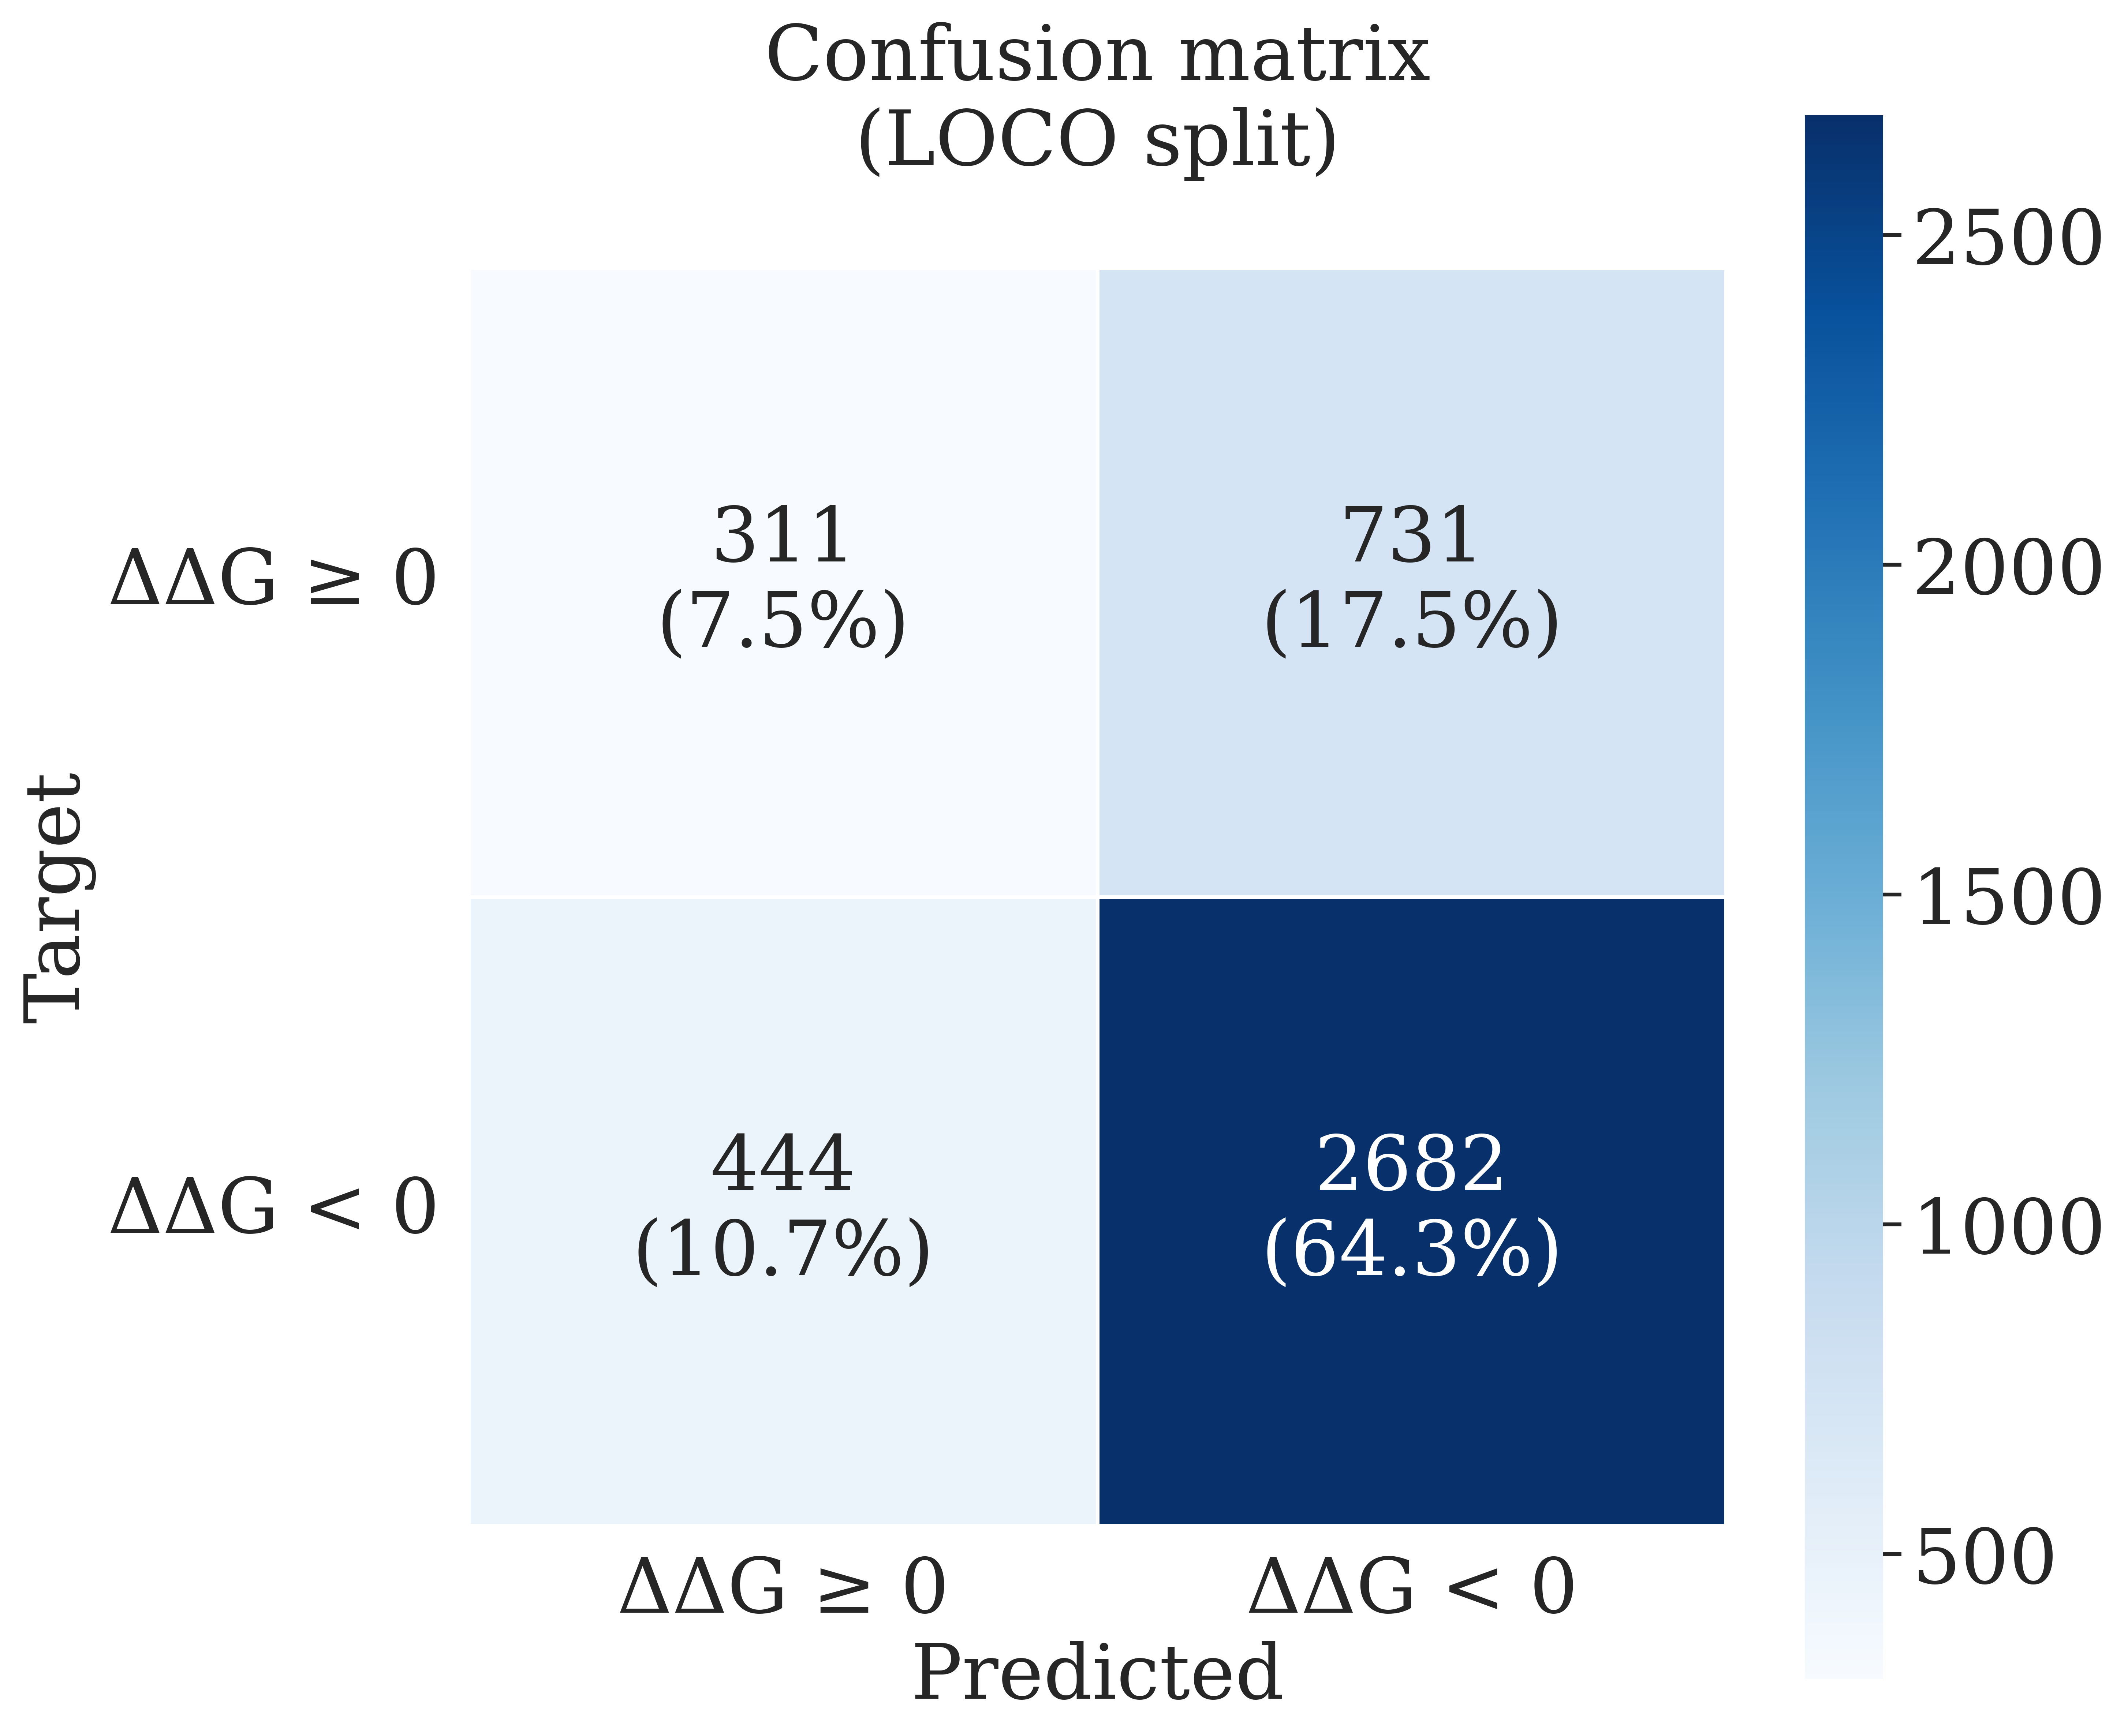 Confusion matrix
(LOCO split)
2500
2000
1500
1000
500
Target
ΔΔG ≥ 0
311
(7.5%)
731
(17.5%)
ΔΔG < 0
444
(10.7%)
2682
(64.3%)
ΔΔG ≥ 0
ΔΔG < 0
Predicted